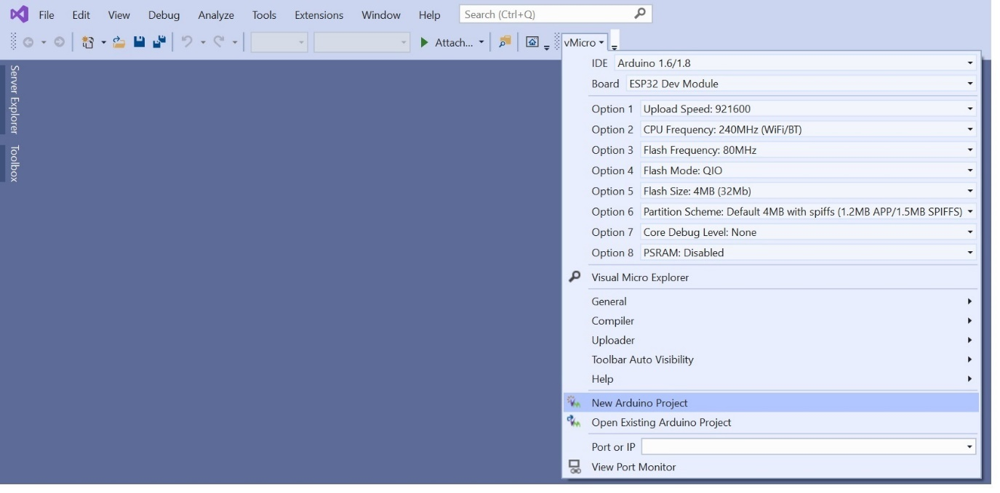 File Edit View Debug Analyze Tools Extensions Window Help Search (Ctrl+Q)
Attach... vMicro
Server Explorer
Toolbox
IDE Arduino 1.6/1.8
Board ESP32 Dev Module
Option 1 Upload Speed: 921600
Option 2 CPU Frequency: 240MHz (WiFi/BT)
Option 3 Flash Frequency: 80MHz
Option 4 Flash Mode: QIO
Option 5 Flash Size: 4MB (32Mb)
Option 6 Partition Scheme: Default 4MB with spiffs (1.2MB APP/1.5MB SPIFFS)
Option 7 Core Debug Level: None
Option 8 PSRAM: Disabled
Visual Micro Explorer
General
Compiler
Uploader
Toolbar Auto Visibility
Help
New Arduino Project
Open Existing Arduino Project
Port or IP
View Port Monitor